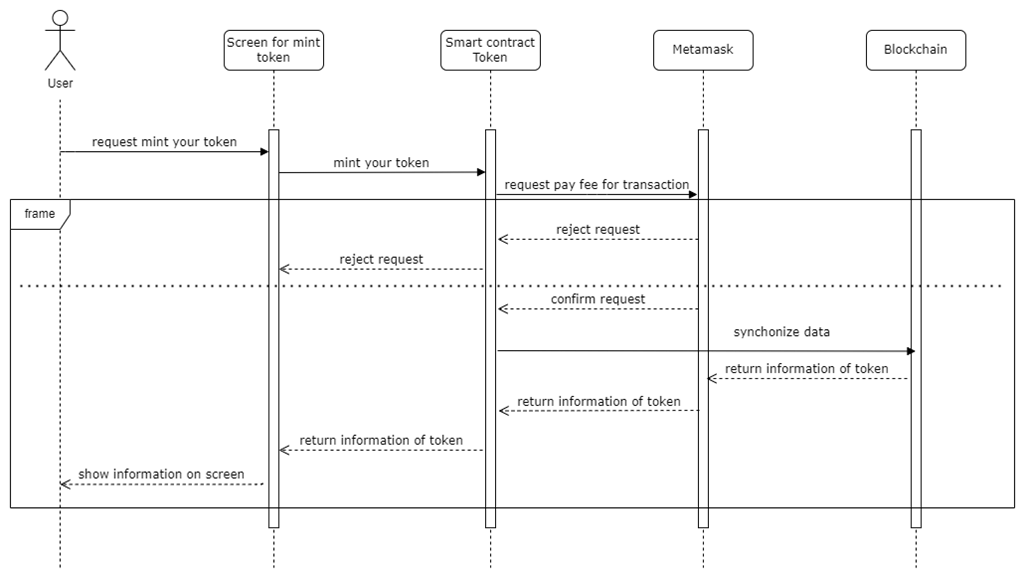 User
Screen for mint
token
Smart contract
Token
Metamask
Blockchain
request mint your token
mint your token
request pay fee for transaction
frame
reject request
reject request
confirm request
synchonize data
return information of token
return information of token
return information of token
show information on screen